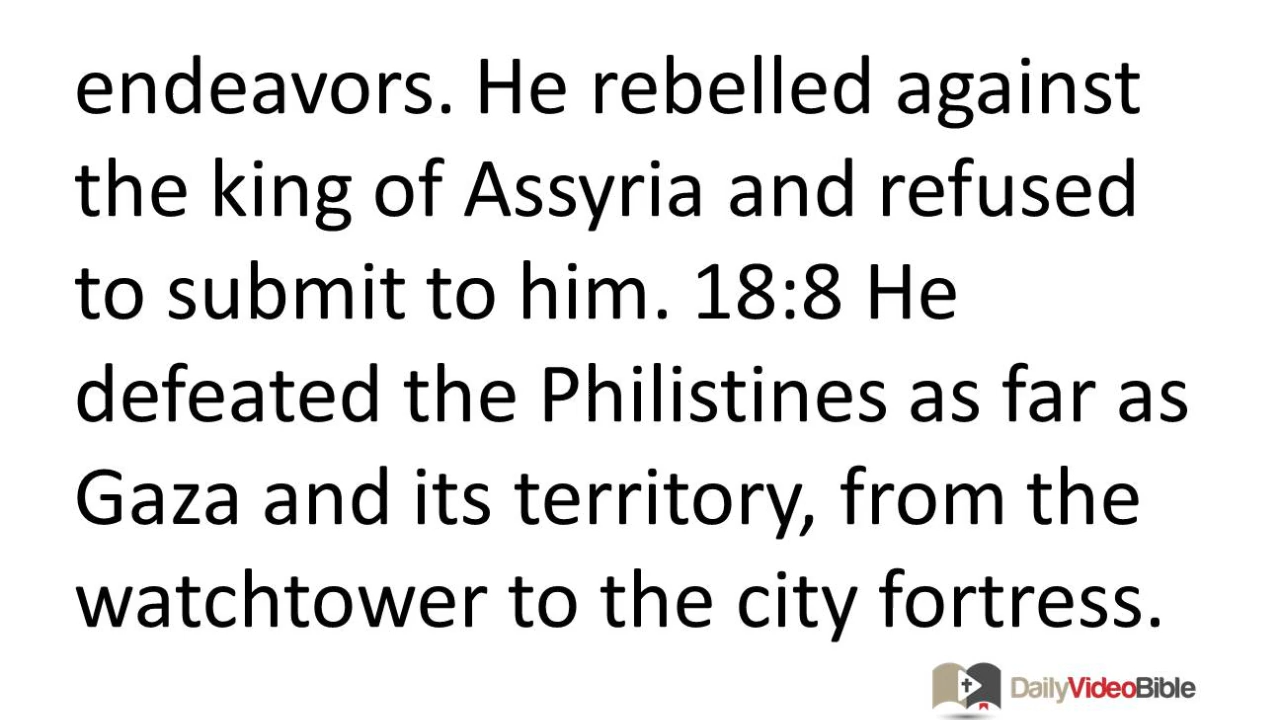 endeavors. He rebelled against
the king of Assyria and refused
to submit to him. 18:8 He
defeated the Philistines as far as
Gaza and its territory, from the
watchtower to the city fortress.
DailyVideoBible